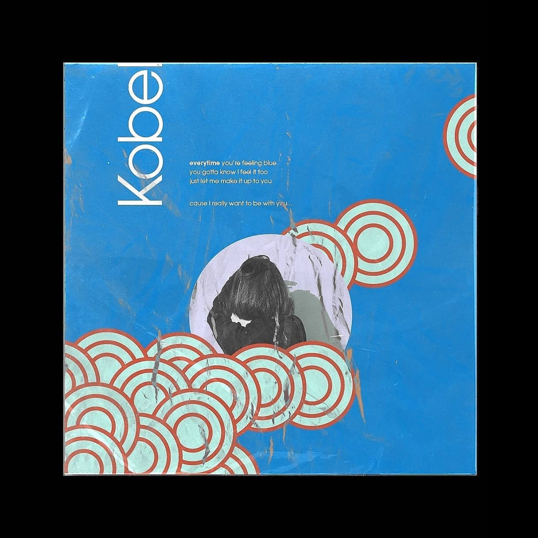 Kobel
everytime you're feeling blue
you gotta know I feel it too
just let me make it up to you
cause I really want to be with you